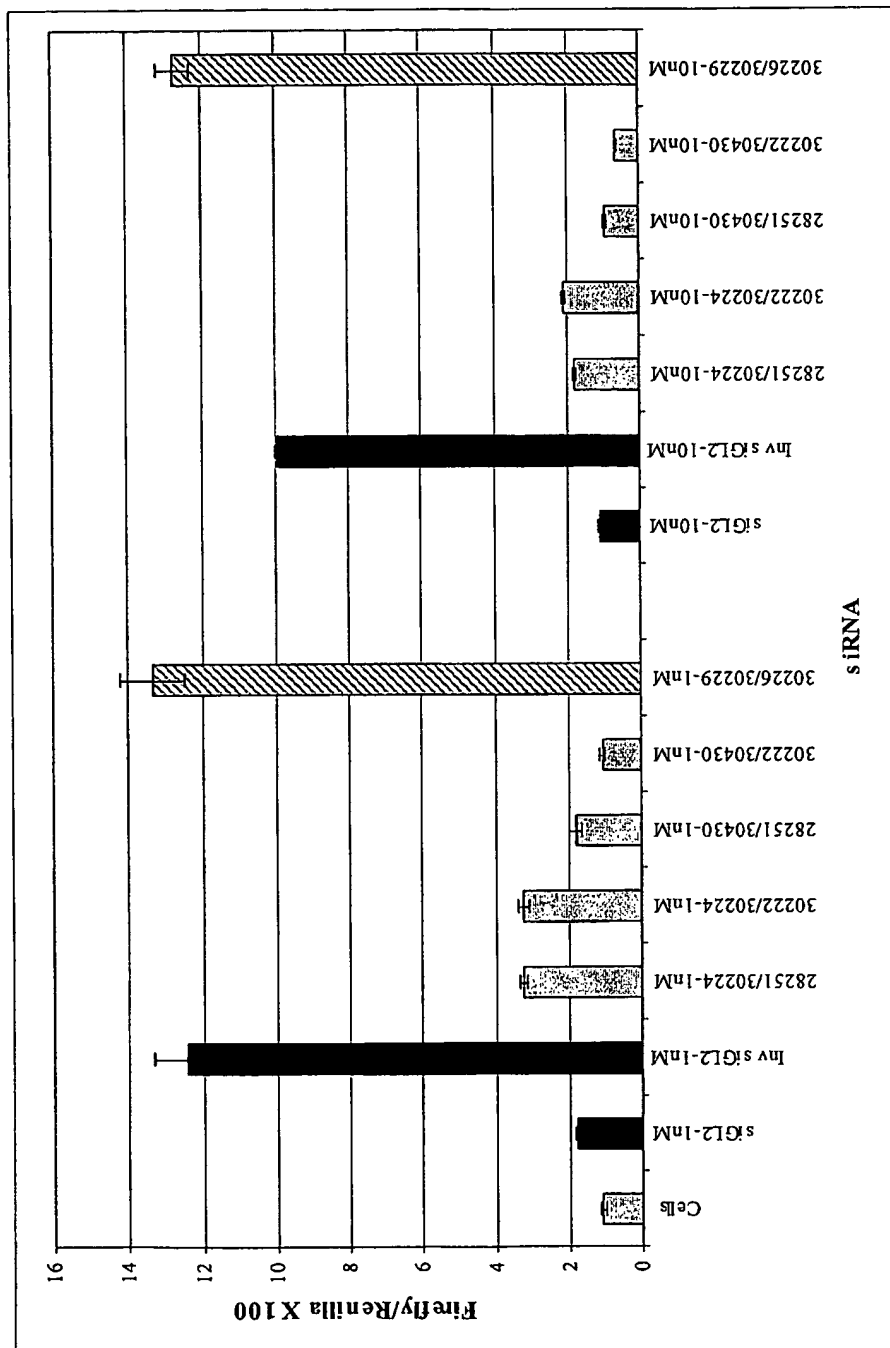 Firefly/Renilla X 100
16
14
12
10
8
6
4
2
0
Cells
siGL2-1nM
Inv siGL2-1nM
28251/30224-1nM
30222/30224-1nM
28251/30430-1nM
30222/30430-1nM
30226/30229-1nM
siGL2-10nM
Inv siGL2-10nM
28251/30224-10nM
30222/30224-10nM
28251/30430-10nM
30222/30430-10nM
30226/30229-10nM
siRNA